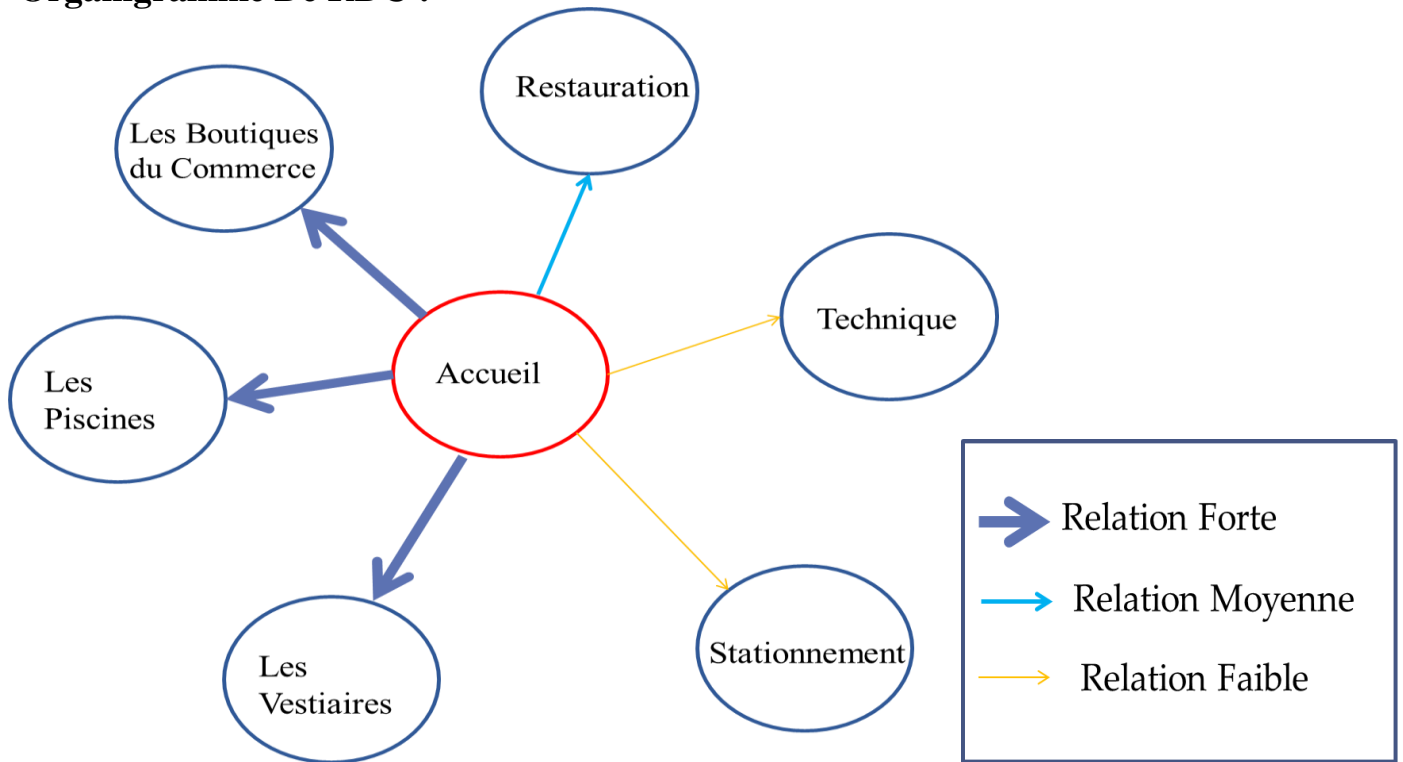 Restauration
Les Boutiques
du Commerce
Technique
Accueil
Les
Piscines
Relation Forte
Relation Moyenne
Stationnement
Les
Vestiaires
Relation Faible